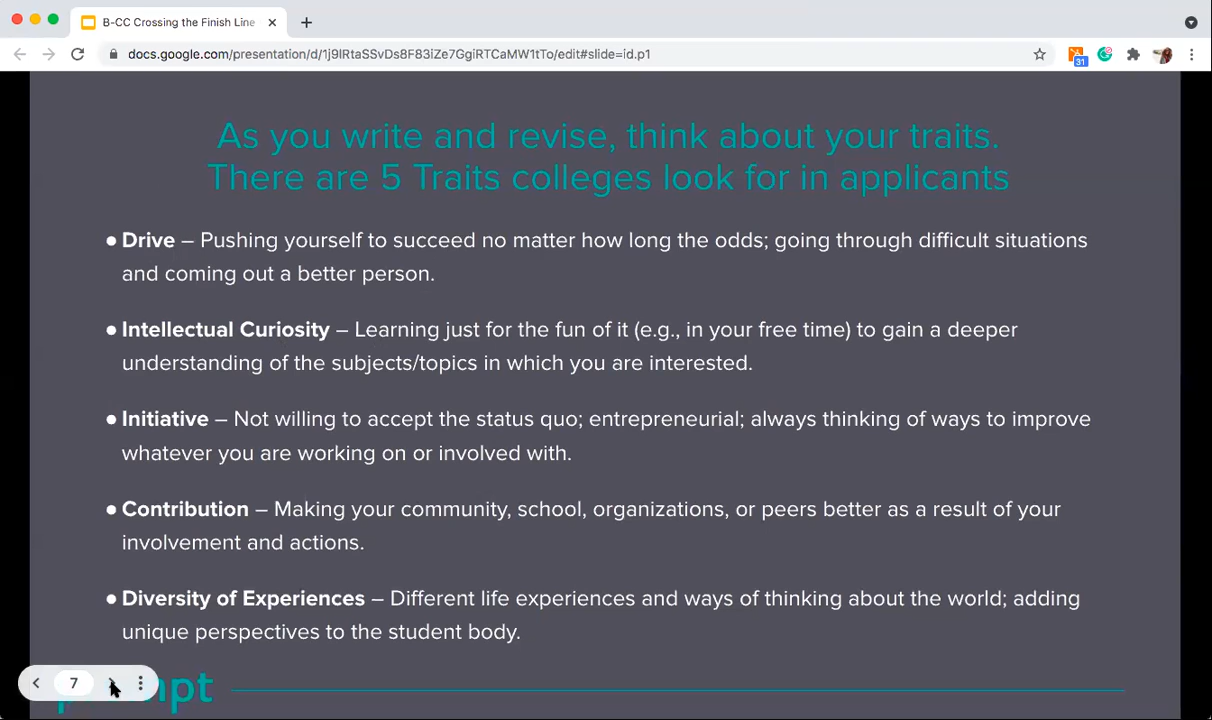 B-CC Crossing the Finish Line
docs.google.com/presentation/d/1j9lRtaSSvDs8F83iZe7GgiRTCaMW1tTo/edit#slide=id.p1
31
As you write and revise, think about your traits.
There are 5 Traits colleges look for in applicants
● Drive – Pushing yourself to succeed no matter how long the odds; going through difficult situations
and coming out a better person.
● Intellectual Curiosity – Learning just for the fun of it (e.g., in your free time) to gain a deeper
understanding of the subjects/topics in which you are interested.
● Initiative – Not willing to accept the status quo; entrepreneurial; always thinking of ways to improve
whatever you are working on or involved with.
● Contribution – Making your community, school, organizations, or peers better as a result of your
involvement and actions.
● Diversity of Experiences – Different life experiences and ways of thinking about the world; adding
unique perspectives to the student body.
7